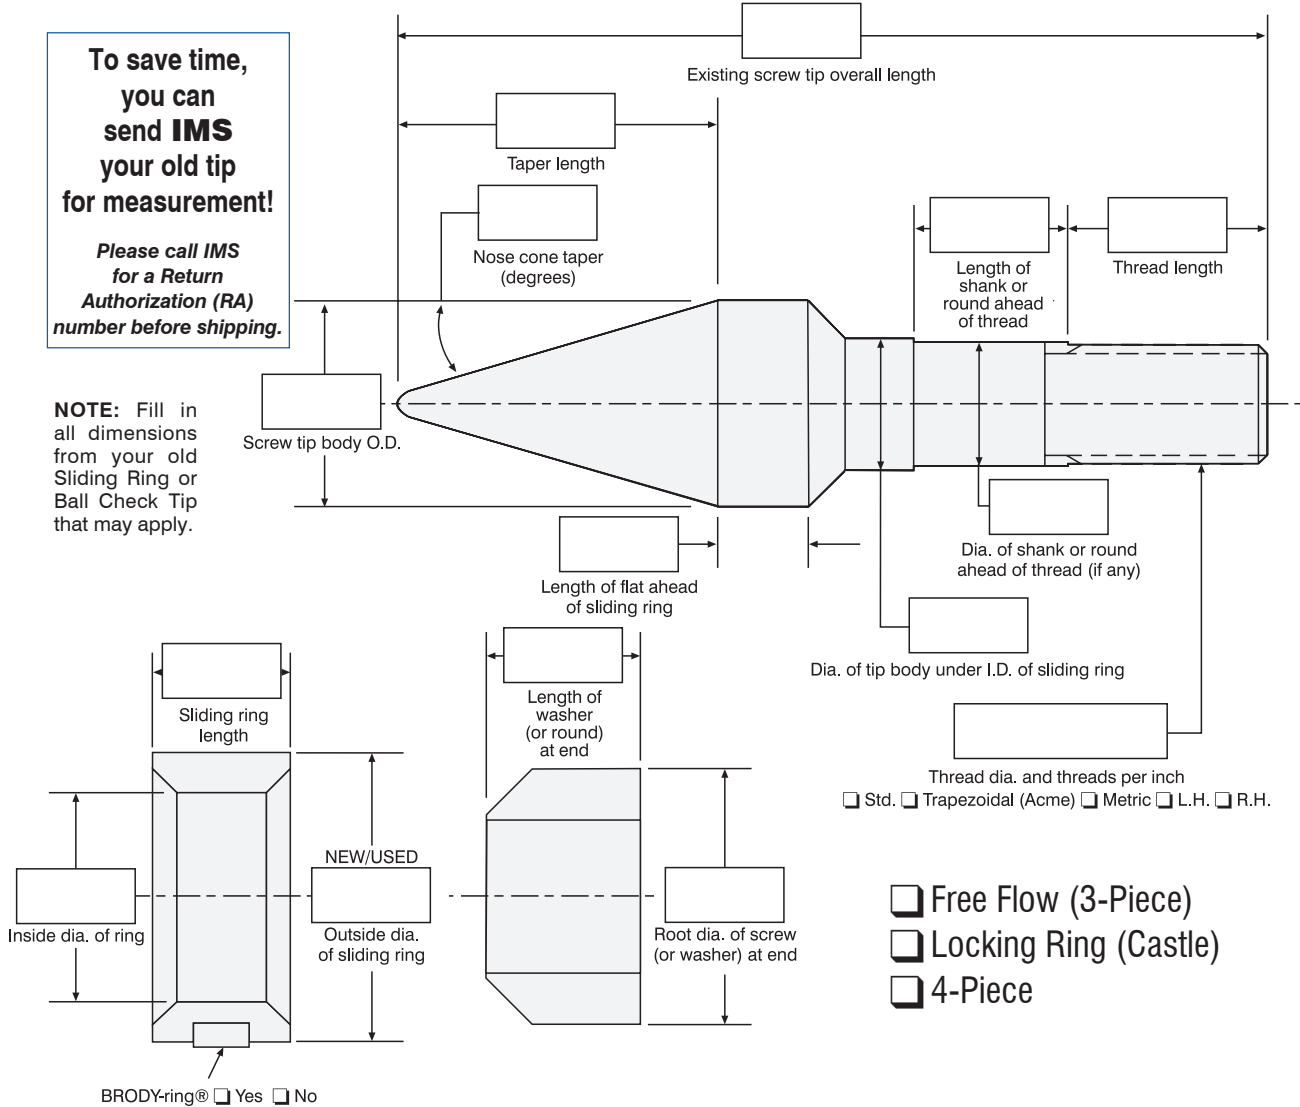 To save time,
you can
send IMS
your old tip
for measurement!
Please call IMS
for a Return
Authorization (RA)
number before shipping.
NOTE: Fill in
all dimensions
from your old
Sliding Ring or
Ball Check Tip
that may apply.
Existing screw tip overall length
Taper length
Nose cone taper
(degrees)
Length of
shank or
round ahead
of thread
Thread length
Screw tip body O.D.
Length of flat ahead
of sliding ring
Dia. of shank or round
ahead of thread (if any)
Dia. of tip body under I.D. of sliding ring
Thread dia. and threads per inch
❏ Std. ❏ Trapezoidal (Acme) ❏ Metric ❏ L.H. ❏ R.H.
Sliding ring
length
Length of
washer
(or round)
at end
Inside dia. of ring
NEW/USED
Outside dia.
of sliding ring
Root dia. of screw
(or washer) at end
BRODY-ring® ❏ Yes ❏ No
❏ Free Flow (3-Piece)
❏ Locking Ring (Castle)
❏ 4-Piece